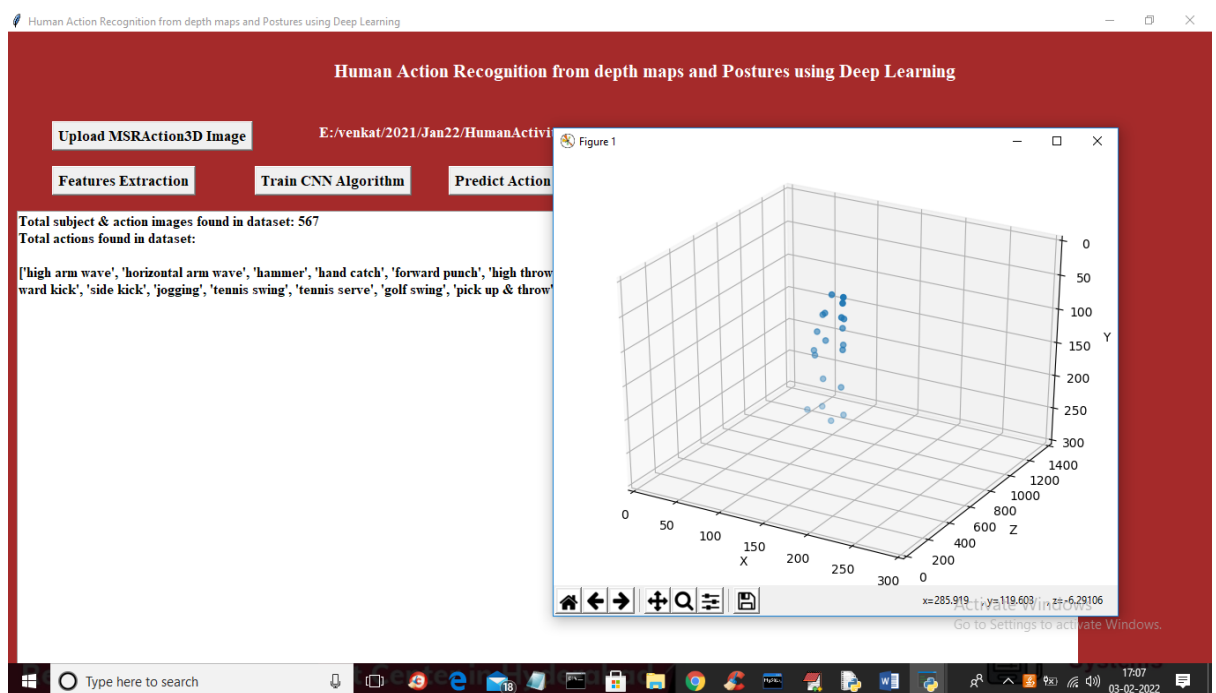 Human Action Recognition from depth maps and Postures using Deep Learning
Human Action Recognition from depth maps and Postures using Deep Learning
Upload MSRAction3D Image
E:/venkat/2021/Jan22/HumanActivi
Features Extraction
Train CNN Algorithm
Predict Action
Total subject & action images found in dataset: 567
Total actions found in dataset:
['high arm wave', 'horizontal arm wave', 'hammer', 'hand catch', 'forward punch', 'high throw
ward kick', 'side kick', 'jogging', 'tennis swing', 'tennis serve', 'golf swing', 'pick up & throw'
Figure 1
0
50
100
150
Y
200
250
300
1400
1200
1000
800
600
Z
400
200
0
0
50
100
150
X
200
250
300
x=285.919 , y=119.603 , z=-6.29106
Activate Windows
Go to Settings to activate Windows.
Type here to search
18
17:07
03-02-2022